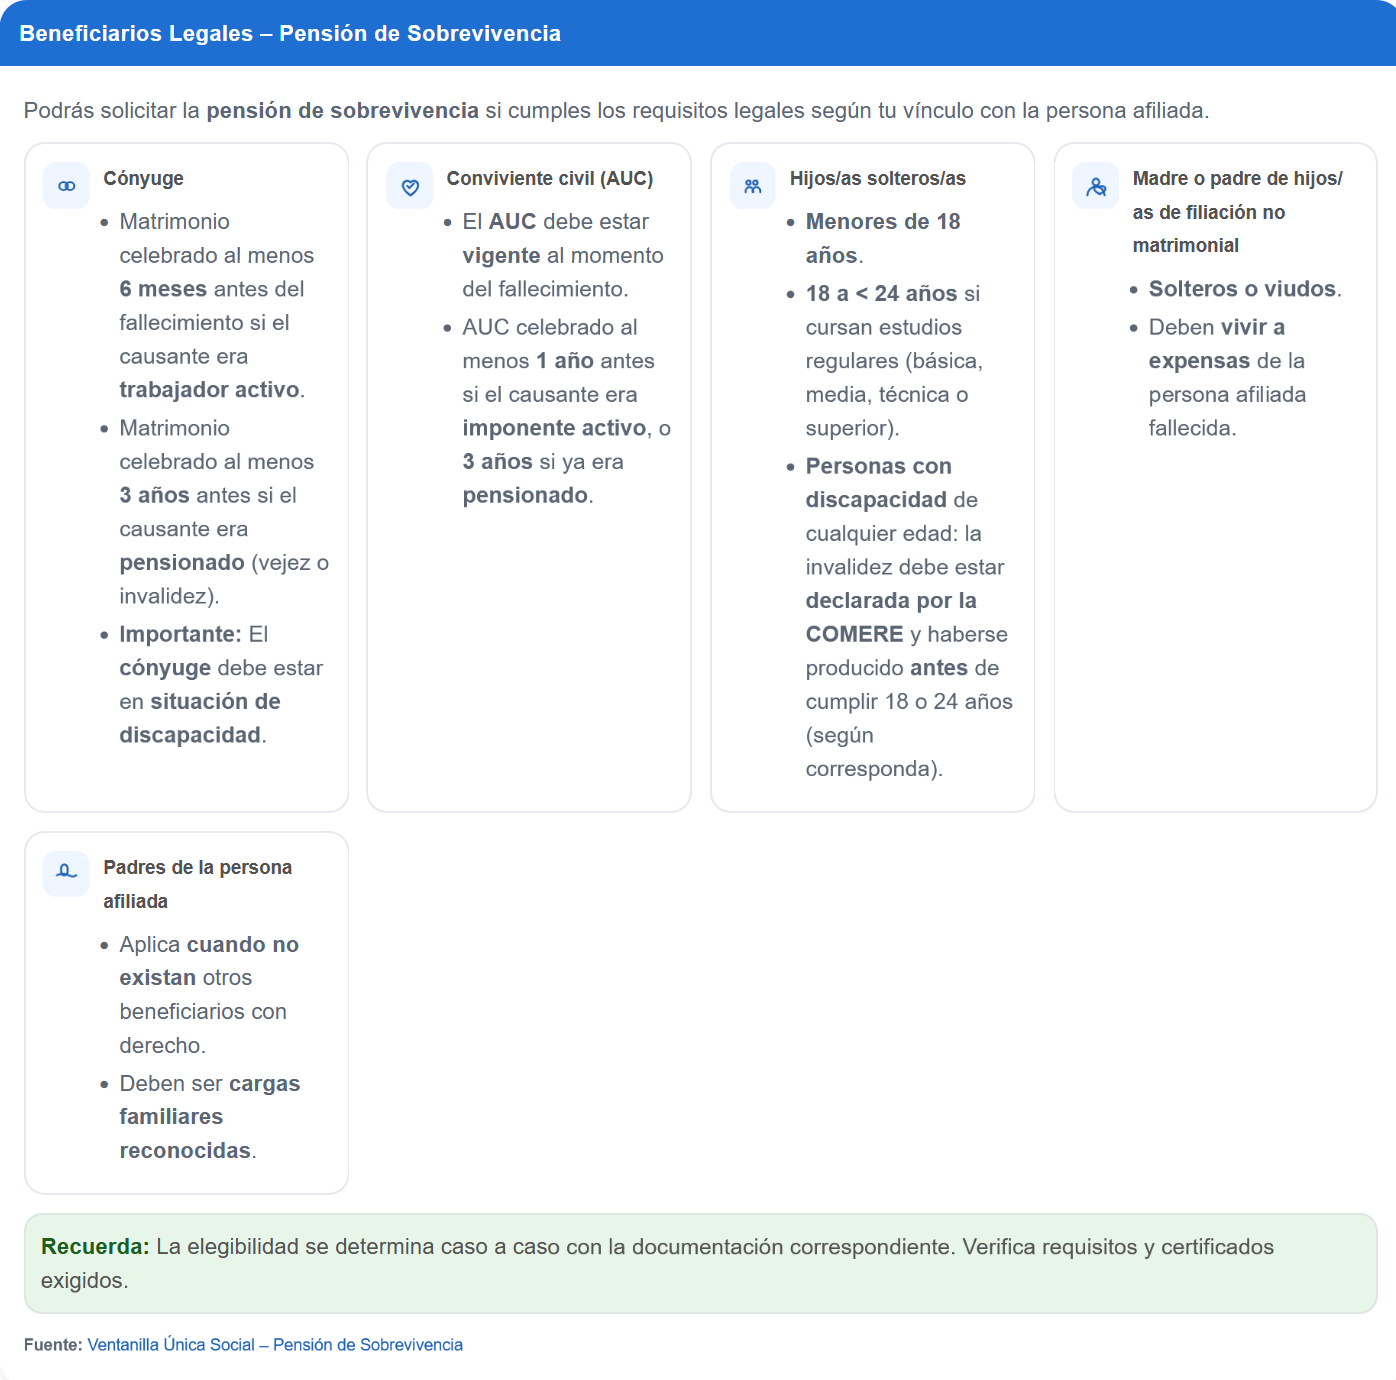 Beneficiarios Legales – Pensión de Sobrevivencia
Podrás solicitar la pensión de sobrevivencia si cumples los requisitos legales según tu vínculo con la persona afiliada.
Cónyuge
• Matrimonio
celebrado al menos
6 meses antes del
fallecimiento si el
causante era
trabajador activo.
• Matrimonio
celebrado al menos
3 años antes si el
causante era
pensionado (vejez o
invalidez).
• Importante: El
cónyuge debe estar
en situación de
discapacidad.
Conviviente civil (AUC)
• El AUC debe estar
vigente al momento
del fallecimiento.
• AUC celebrado al
menos 1 año antes
si el causante era
imponente activo, o
3 años si ya era
pensionado.
Hijos/as solteros/as
• Menores de 18
años.
• 18 a < 24 años si
cursan estudios
regulares (básica,
media, técnica o
superior).
• Personas con
discapacidad de
cualquier edad: la
invalidez debe estar
declarada por la
COMERE y haberse
producido antes de
cumplir 18 o 24 años
(según
corresponda).
Madre o padre de hijos/
as de filiación no
matrimonial
• Solteros o viudos.
• Deben vivir a
expensas de la
persona afiliada
fallecida.
Padres de la persona
afiliada
• Aplica cuando no
existan otros
beneficiarios con
derecho.
• Deben ser cargas
familiares
reconocidas.
Recuerda: La elegibilidad se determina caso a caso con la documentación correspondiente. Verifica requisitos y certificados
exigidos.
Fuente: Ventanilla Única Social – Pensión de Sobrevivencia